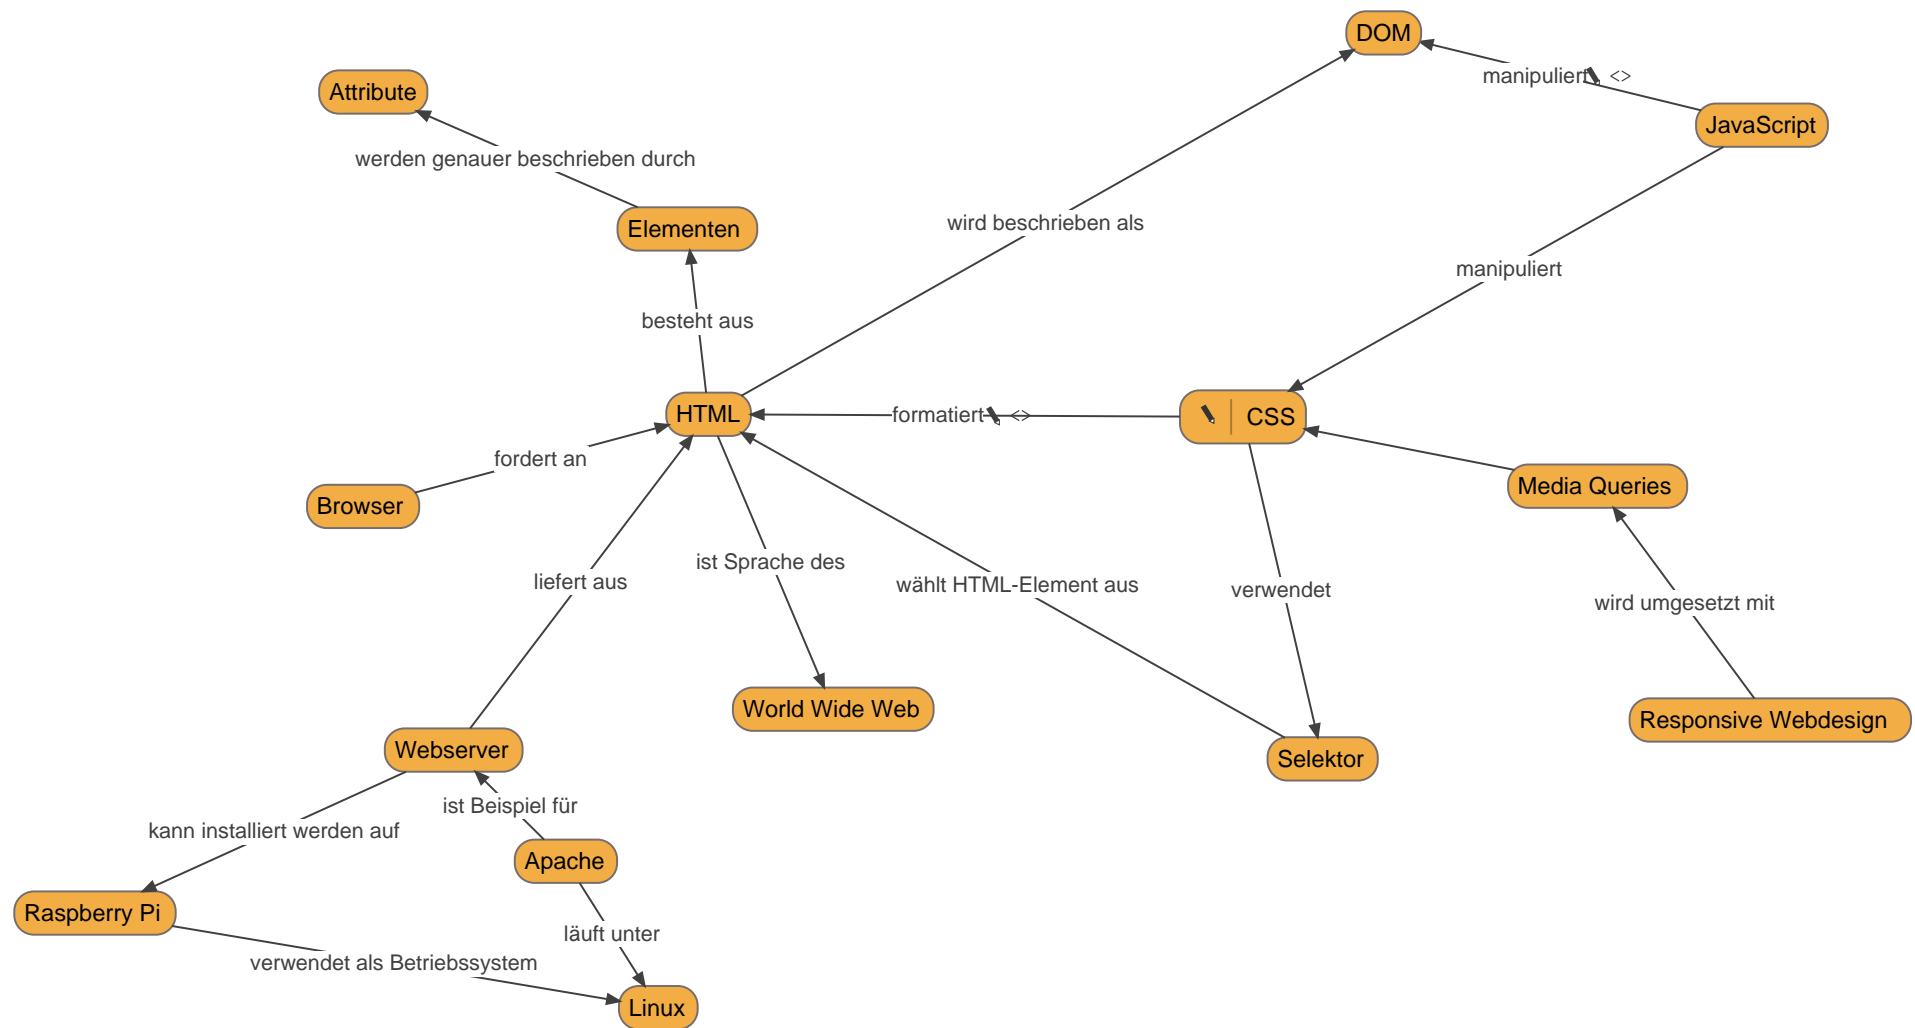 DOM
manipuliert <>
Attribute
JavaScript
werden genauer beschrieben durch
Elementen
wird beschrieben als
manipuliert
besteht aus
HTML
formatiert <>
CSS
fordert an
Media Queries
Browser
ist Sprache des
liefert aus
wählt HTML-Element aus
verwendet
wird umgesetzt mit
World Wide Web
Responsive Webdesign
Webserver
Selektor
ist Beispiel für
kann installiert werden auf
Apache
Raspberry Pi
läuft unter
verwendet als Betriebssystem
Linux